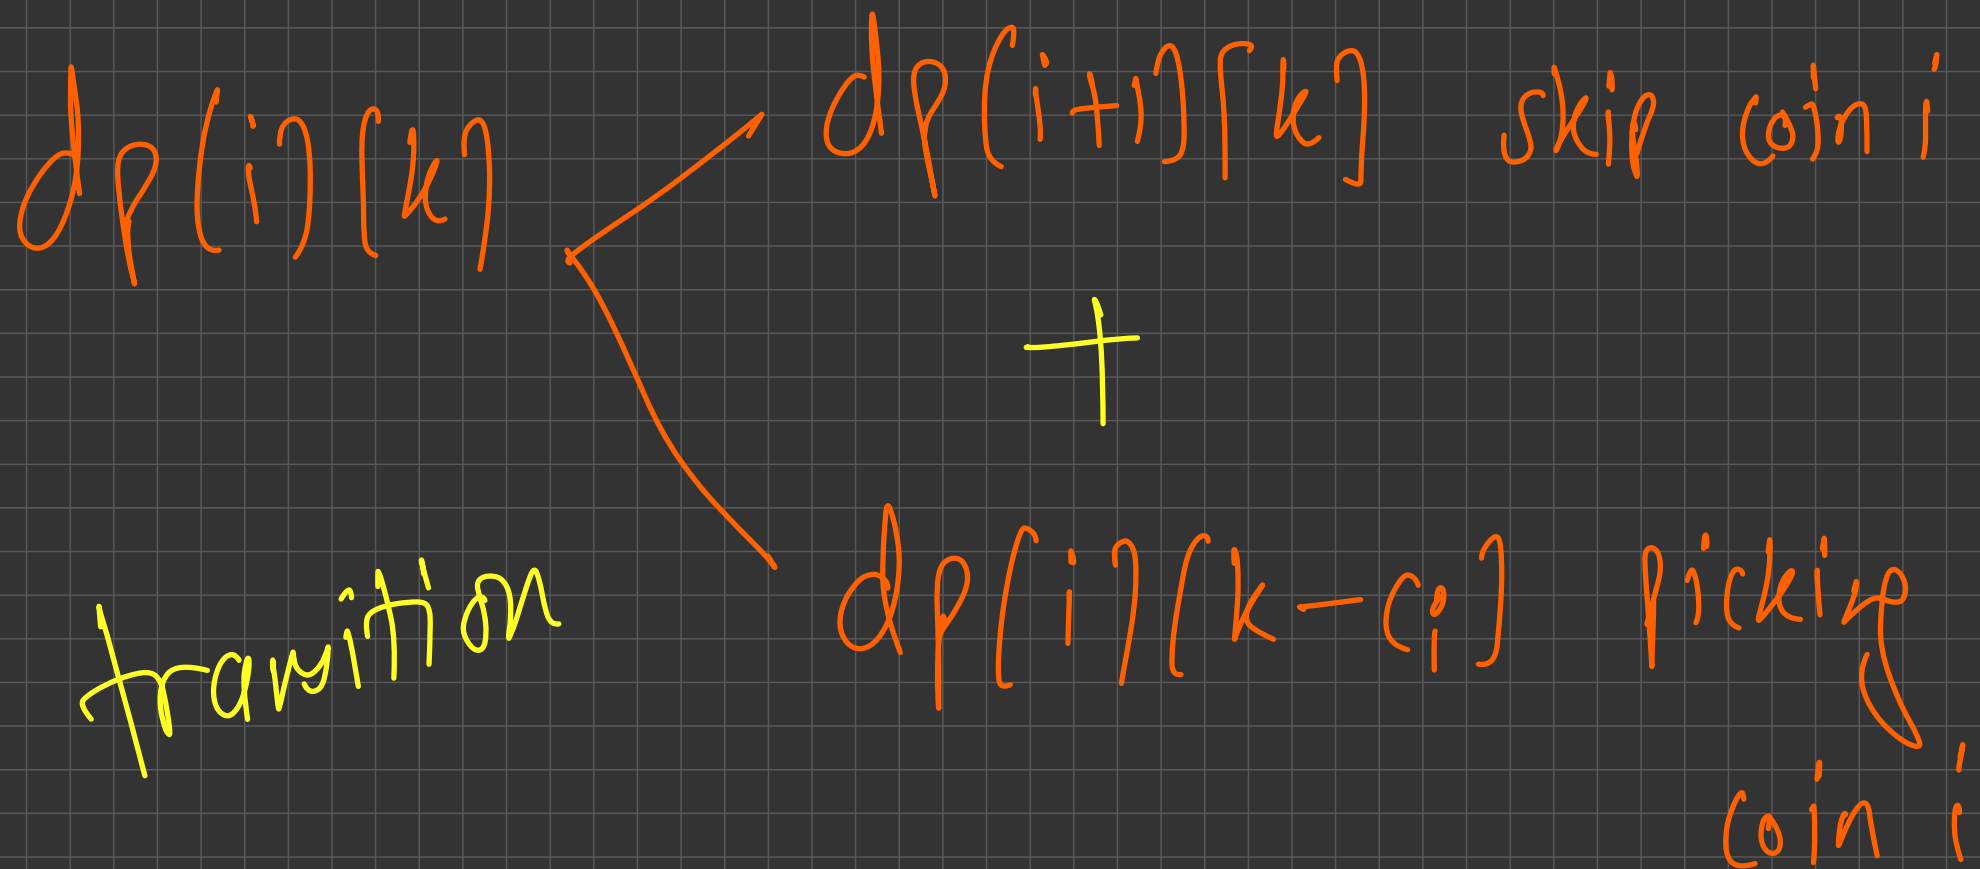 dp[i][k]
dp[i+1][k] skip coin i
+
dp[i][k-ci] picking
coin i
transition